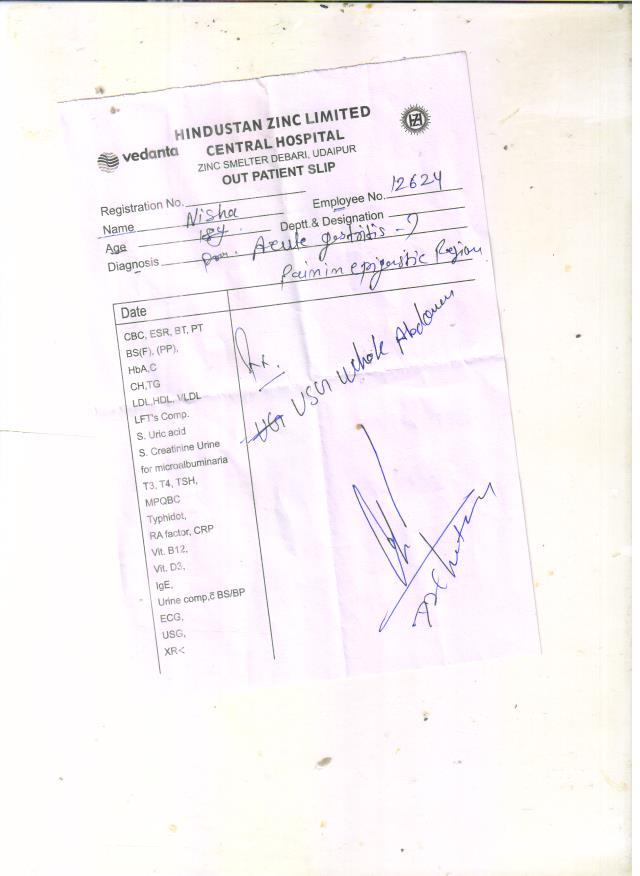 vedanta
HINDUSTAN ZINC LIMITED
CENTRAL HOSPITAL
ZINC SMELTER DEBARI, UDAIPUR
OUT PATIENT SLIP
HZL
Registration No. Employee No. 12624
Name Nisha Deptt.& Designation
Age 18y
Diagnosis Acute gastritis - ?
Pain in epigastric Region
Date
CBC, ESR, BT, PT
BS(F), (PP),
HbA,C
CH,TG
LDL,HDL, VLDL
LFT's Comp.
S. Uric acid
S. Creatinine Urine
for microalbuminaria
T3, T4, TSH,
MPQBC
Typhidot,
RA factor, CRP
Vit. B12,
Vit. D3,
IgE,
Urine comp,ĉ BS/BP
ECG,
USG,
XR<
Rx.
USG Whole Abdomen